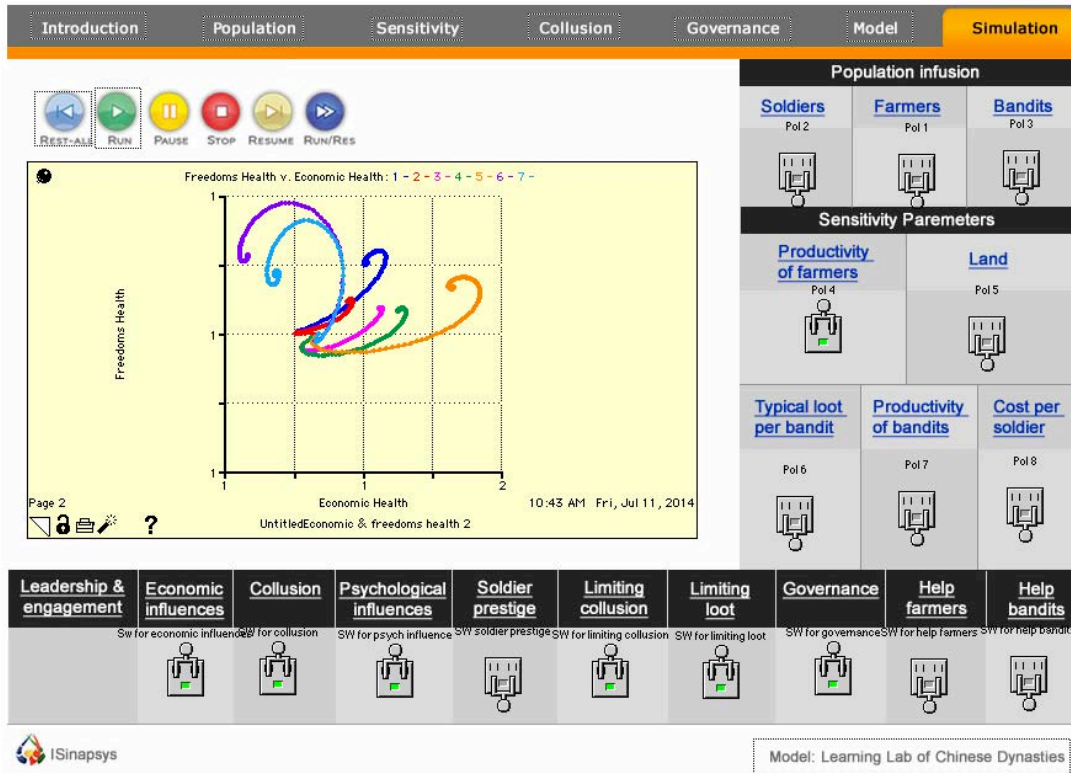 Introduction
Population
Sensitivity
Collusion
Governance
Model
Simulation
REST-ALL
RUN
PAUSE
STOP
RESUME
RUN/RES
Freedoms Health v. Economic Health: 1 - 2 - 3 - 4 - 5 - 6 - 7 -
1
1
1
Freedoms Health
1
1
2
Economic Health
Page 2
10:43 AM Fri, Jul 11, 2014
?
UntitledEconomic & freedoms health 2
Population infusion
Soldiers
Farmers
Bandits
Pol 2
Pol 1
Pol 3
Sensitivity Paremeters
Productivity
of farmers
Land
Pol 4
Pol 5
Typical loot
per bandit
Productivity
of bandits
Cost per
soldier
Pol 6
Pol 7
Pol 8
Leadership &
engagement
Economic
influences
Collusion
Psychological
influences
Soldier
prestige
Limiting
collusion
Limiting
loot
Governance
Help
farmers
Help
bandits
Sw for economic influences
SW for collusion
SW for psych influence
SW soldier prestige
SW for limiting collusion
SW for limiting loot
SW for governance
SW for help farmers
SW for help bandit
ISinapsys
Model: Learning Lab of Chinese Dynasties